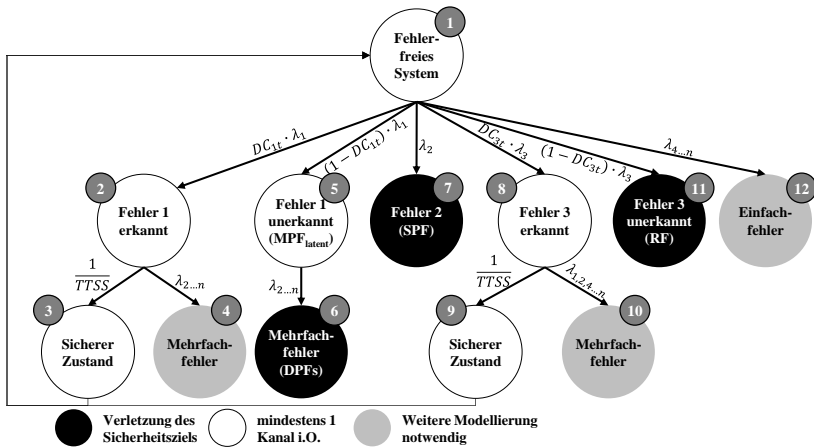 1
Fehler-
freies
System
DC₁ₜ · λ₁
(1 − DC₁ₜ) · λ₁
λ₂
DC₃ₜ · λ₃
(1 − DC₃ₜ) · λ₃
λ₄…ₙ
2
Fehler 1
erkannt
5
Fehler 1
unerkannt
(MPF_latent)
7
Fehler 2
(SPF)
8
Fehler 3
erkannt
11
Fehler 3
unerkannt
(RF)
12
Einfach-
fehler
1
TTSS
λ₂…ₙ
λ₂…ₙ
1
TTSS
λ₁,₂,₄…ₙ
3
Sicherer
Zustand
4
Mehrfach-
fehler
6
Mehrfach-
fehler
(DPFs)
9
Sicherer
Zustand
10
Mehrfach-
fehler
Verletzung des
Sicherheitsziels
mindestens 1
Kanal i.O.
Weitere Modellierung
notwendig